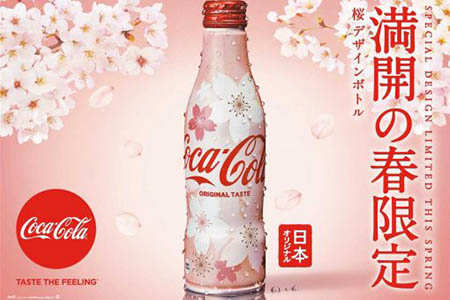 SPECIAL DESIGN LIMITED THIS SPRING
満開の春限定
桜デザインボトル
Coca-Cola
ORIGINAL TASTE
日本
オリジナル
Coca-Cola
TASTE THE FEELING